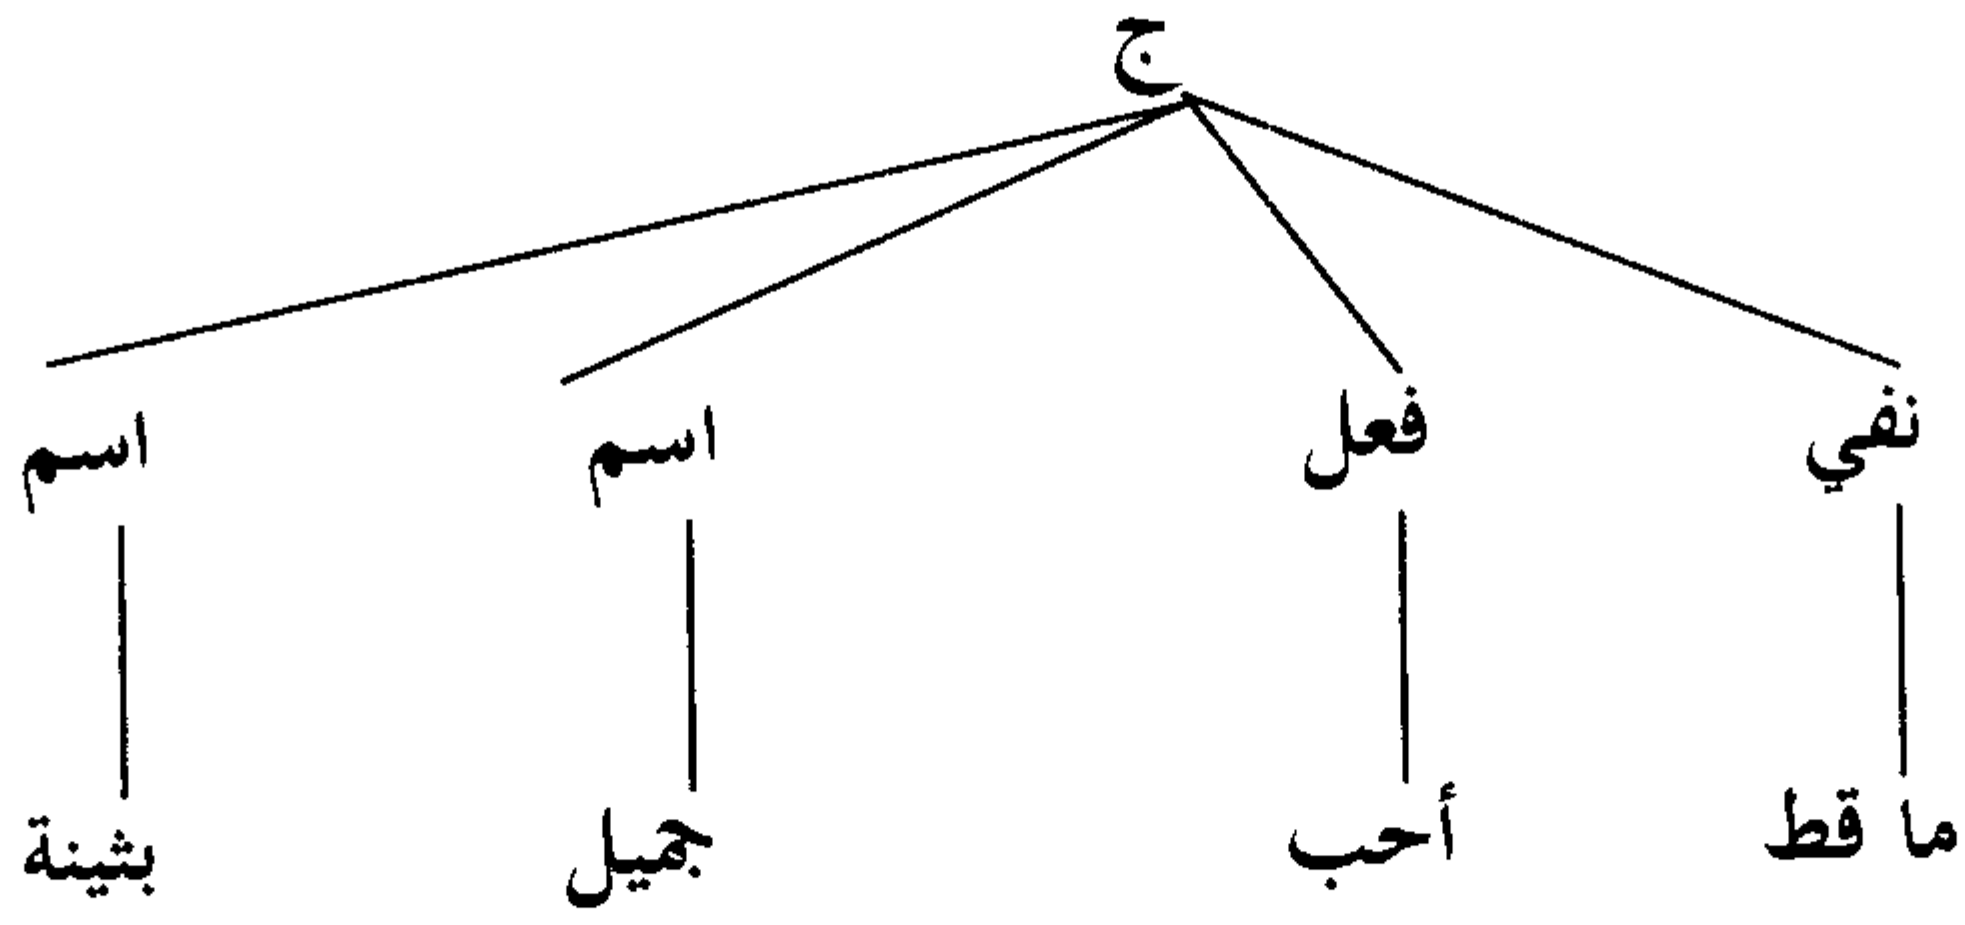 ج
نفي فعل اسم اسم
ما قط أحب جميل بثينة